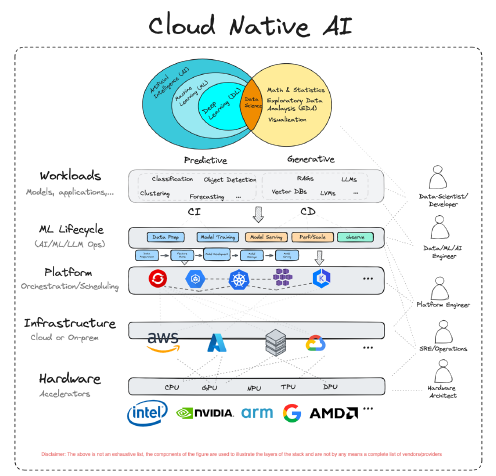 Cloud Native AI
Artificial
Intelligence (AI)
Machine
Learning (ML)
Deep
Learning (DL)
Data
Science
Math & Statistics
Exploratory Data
Analaysis (EDA)
Visualization
Predictive
Generative
Workloads
Models, applications,...
Classification
Object Detection
Clustering
Forecasting
...
RAGs
LLMs
Vector DBs
LVMs
...
CI
CD
ML Lifecycle
(AI/ML/LLM Ops)
Data Prep
Model Training
Model Serving
Perf/Scale
observe
Platform
Orchestration/Scheduling
...
Infrastructure
Cloud or On-prem
aws
...
Hardware
Accelerators
CPU
GPU
NPU
TPU
DPU
intel
NVIDIA.
arm
G
AMD
...
Data-Scientist/
Developer
Data/ML/AI
Engineer
Platform Engineer
SRE/Operations
Hardware
Architect
Disclaimer: The above is not an exhaustive list, the components of the figure are used to illustrate the layers of the stack and are not by any means a complete list of vendors/providers